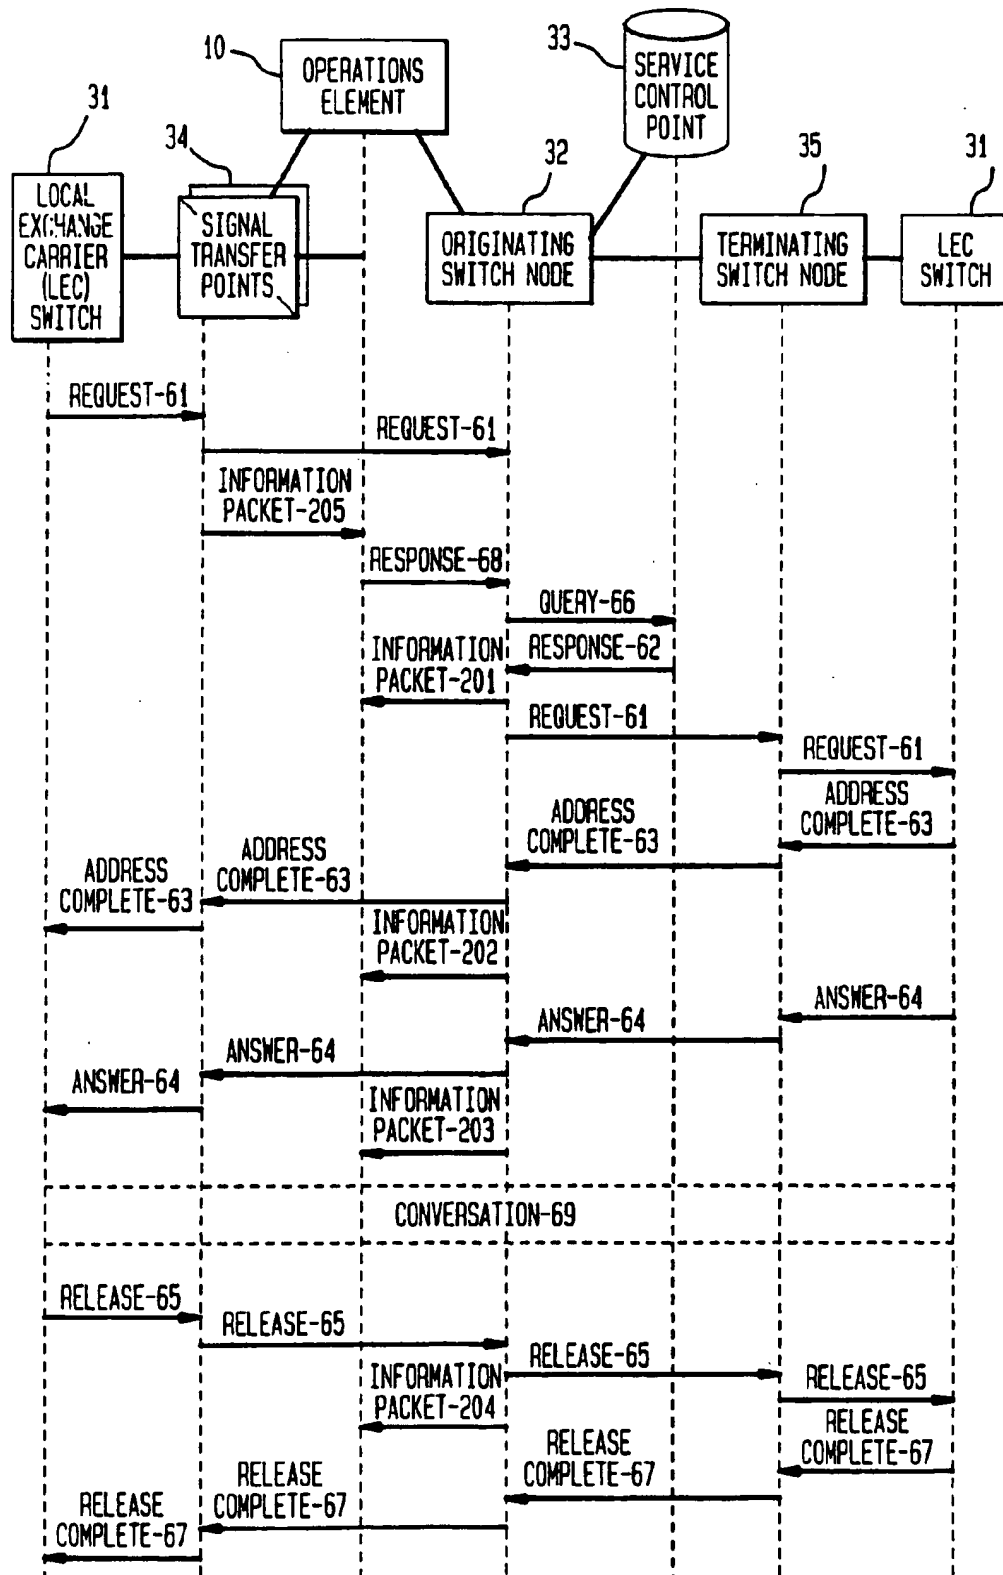 10
OPERATIONS
ELEMENT
33
SERVICE
CONTROL
POINT
31
LOCAL
EXCHANGE
CARRIER
(LEC)
SWITCH
34
SIGNAL
TRANSFER
POINTS
32
ORIGINATING
SWITCH NODE
35
TERMINATING
SWITCH NODE
31
LEC
SWITCH
REQUEST-61
REQUEST-61
INFORMATION
PACKET-205
RESPONSE-68
QUERY-66
RESPONSE-62
INFORMATION
PACKET-201
REQUEST-61
REQUEST-61
ADDRESS
COMPLETE-63
ADDRESS
COMPLETE-63
ADDRESS
COMPLETE-63
ADDRESS
COMPLETE-63
INFORMATION
PACKET-202
ANSWER-64
ANSWER-64
ANSWER-64
ANSWER-64
INFORMATION
PACKET-203
CONVERSATION-69
RELEASE-65
RELEASE-65
RELEASE-65
INFORMATION
PACKET-204
RELEASE-65
RELEASE
COMPLETE-67
RELEASE
COMPLETE-67
RELEASE
COMPLETE-67
RELEASE
COMPLETE-67